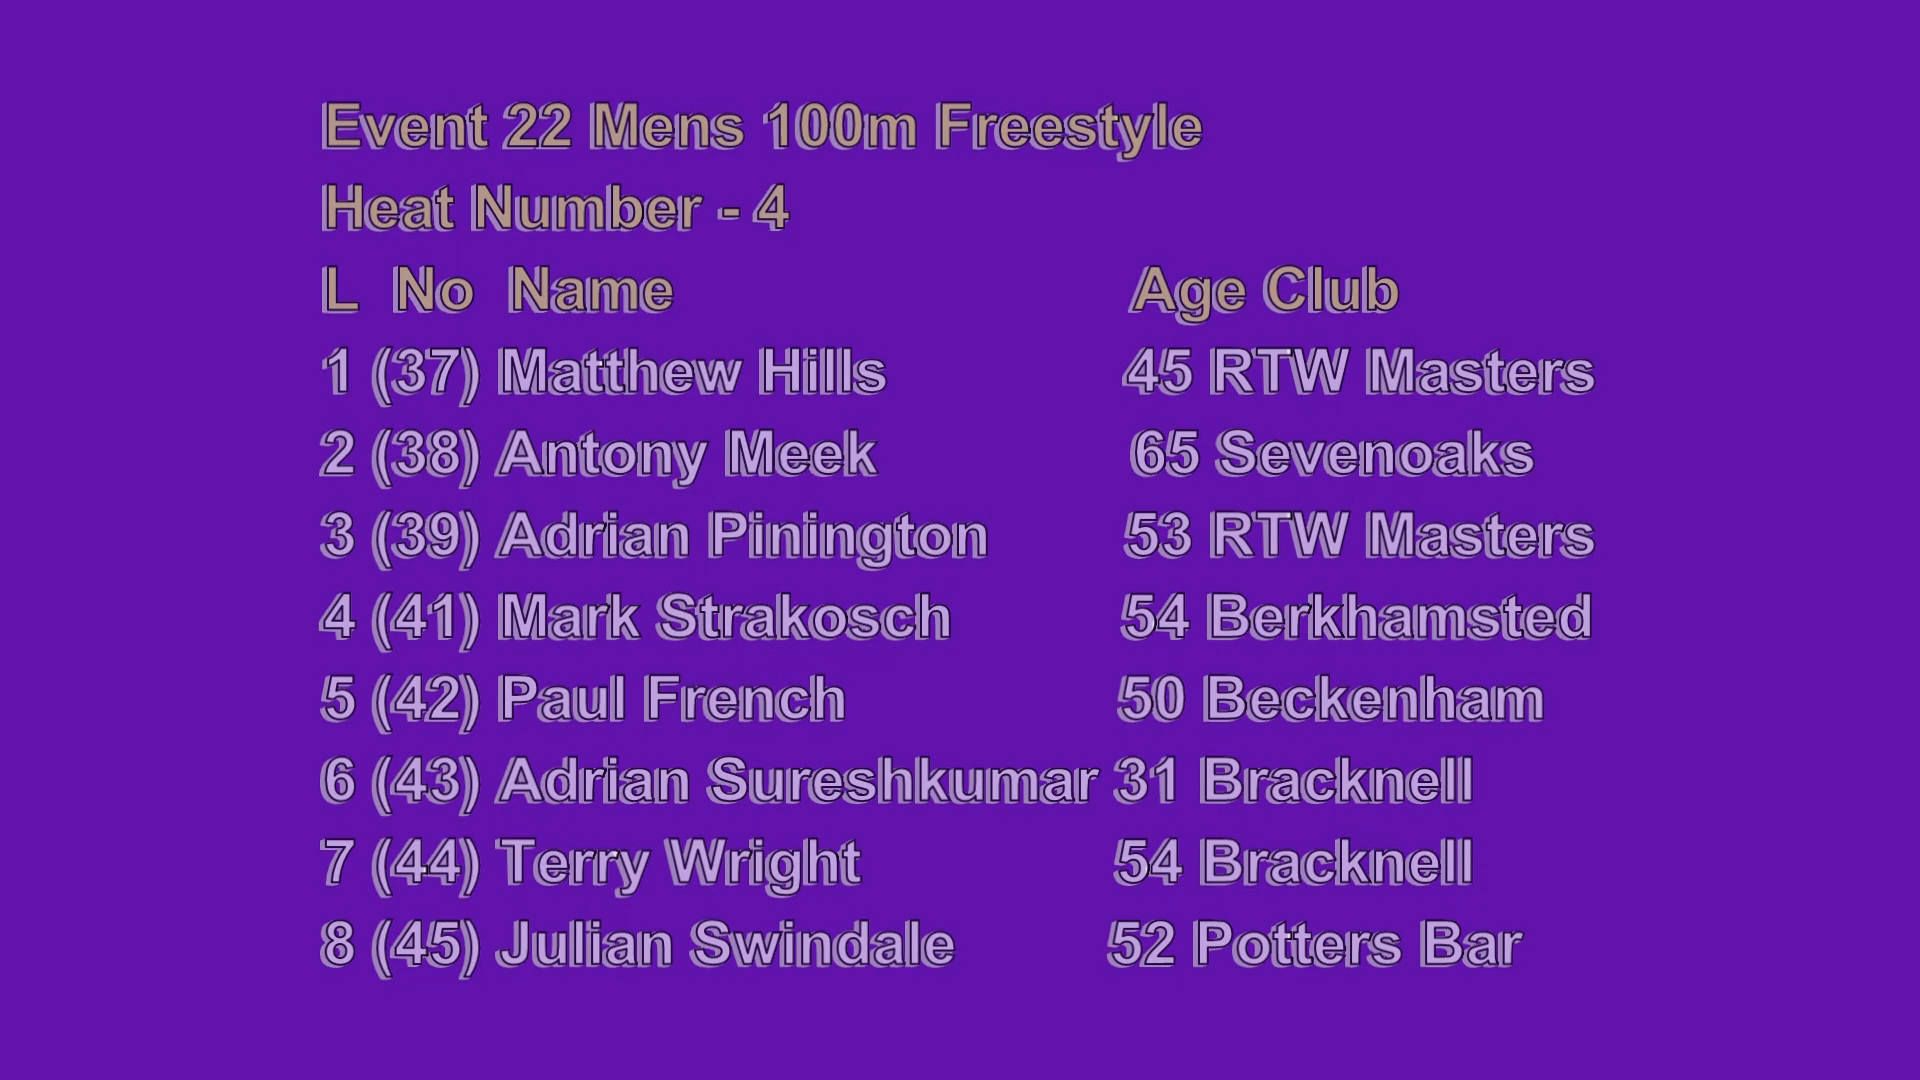 Event 22 Mens 100m Freestyle
Heat Number - 4
L No Name Age Club
1 (37) Matthew Hills 45 RTW Masters
2 (38) Antony Meek 65 Sevenoaks
3 (39) Adrian Pinington 53 RTW Masters
4 (41) Mark Strakosch 54 Berkhamsted
5 (42) Paul French 50 Beckenham
6 (43) Adrian Sureshkumar 31 Bracknell
7 (44) Terry Wright 54 Bracknell
8 (45) Julian Swindale 52 Potters Bar